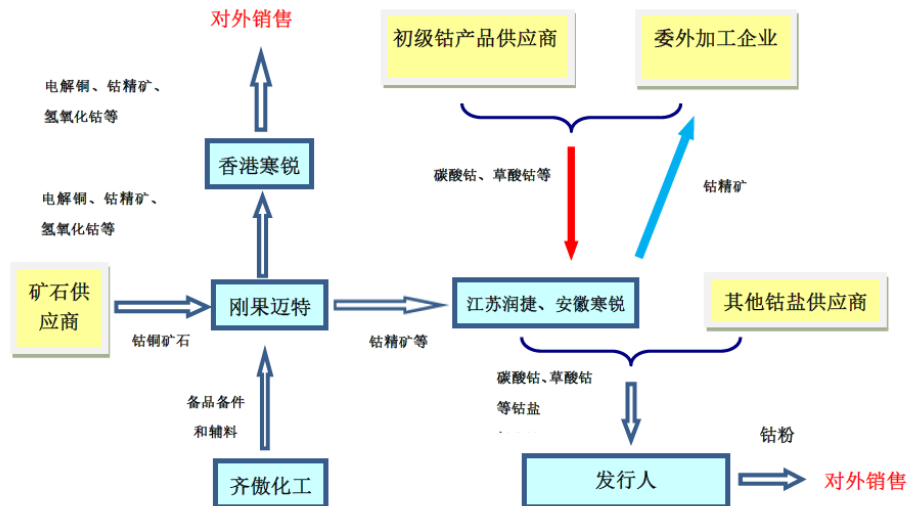 对外销售
初级钴产品供应商
委外加工企业
电解铜、钴精矿、
氢氧化钴等
香港寒锐
碳酸钴、草酸钴等
钴精矿
电解铜、钴精矿、
氢氧化钴等
矿石供
应商
钴铜矿石
刚果迈特
钴精矿等
江苏润捷、安徽寒锐
其他钴盐供应商
备品备件
和辅料
碳酸钴、草酸钴
等钴盐
齐傲化工
发行人
钴粉
对外销售